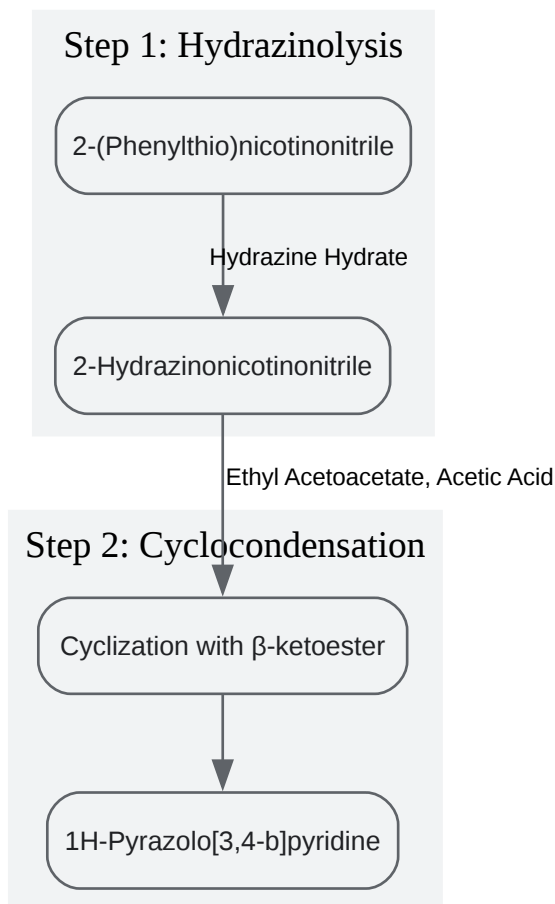 Step 1: Hydrazinolysis
2-(Phenylthio)nicotinonitrile
Hydrazine Hydrate
2-Hydrazinonicotinonitrile
Ethyl Acetoacetate, Acetic Acid
Step 2: Cyclocondensation
Cyclization with β-ketoester
1H-Pyrazolo[3,4-b]pyridine